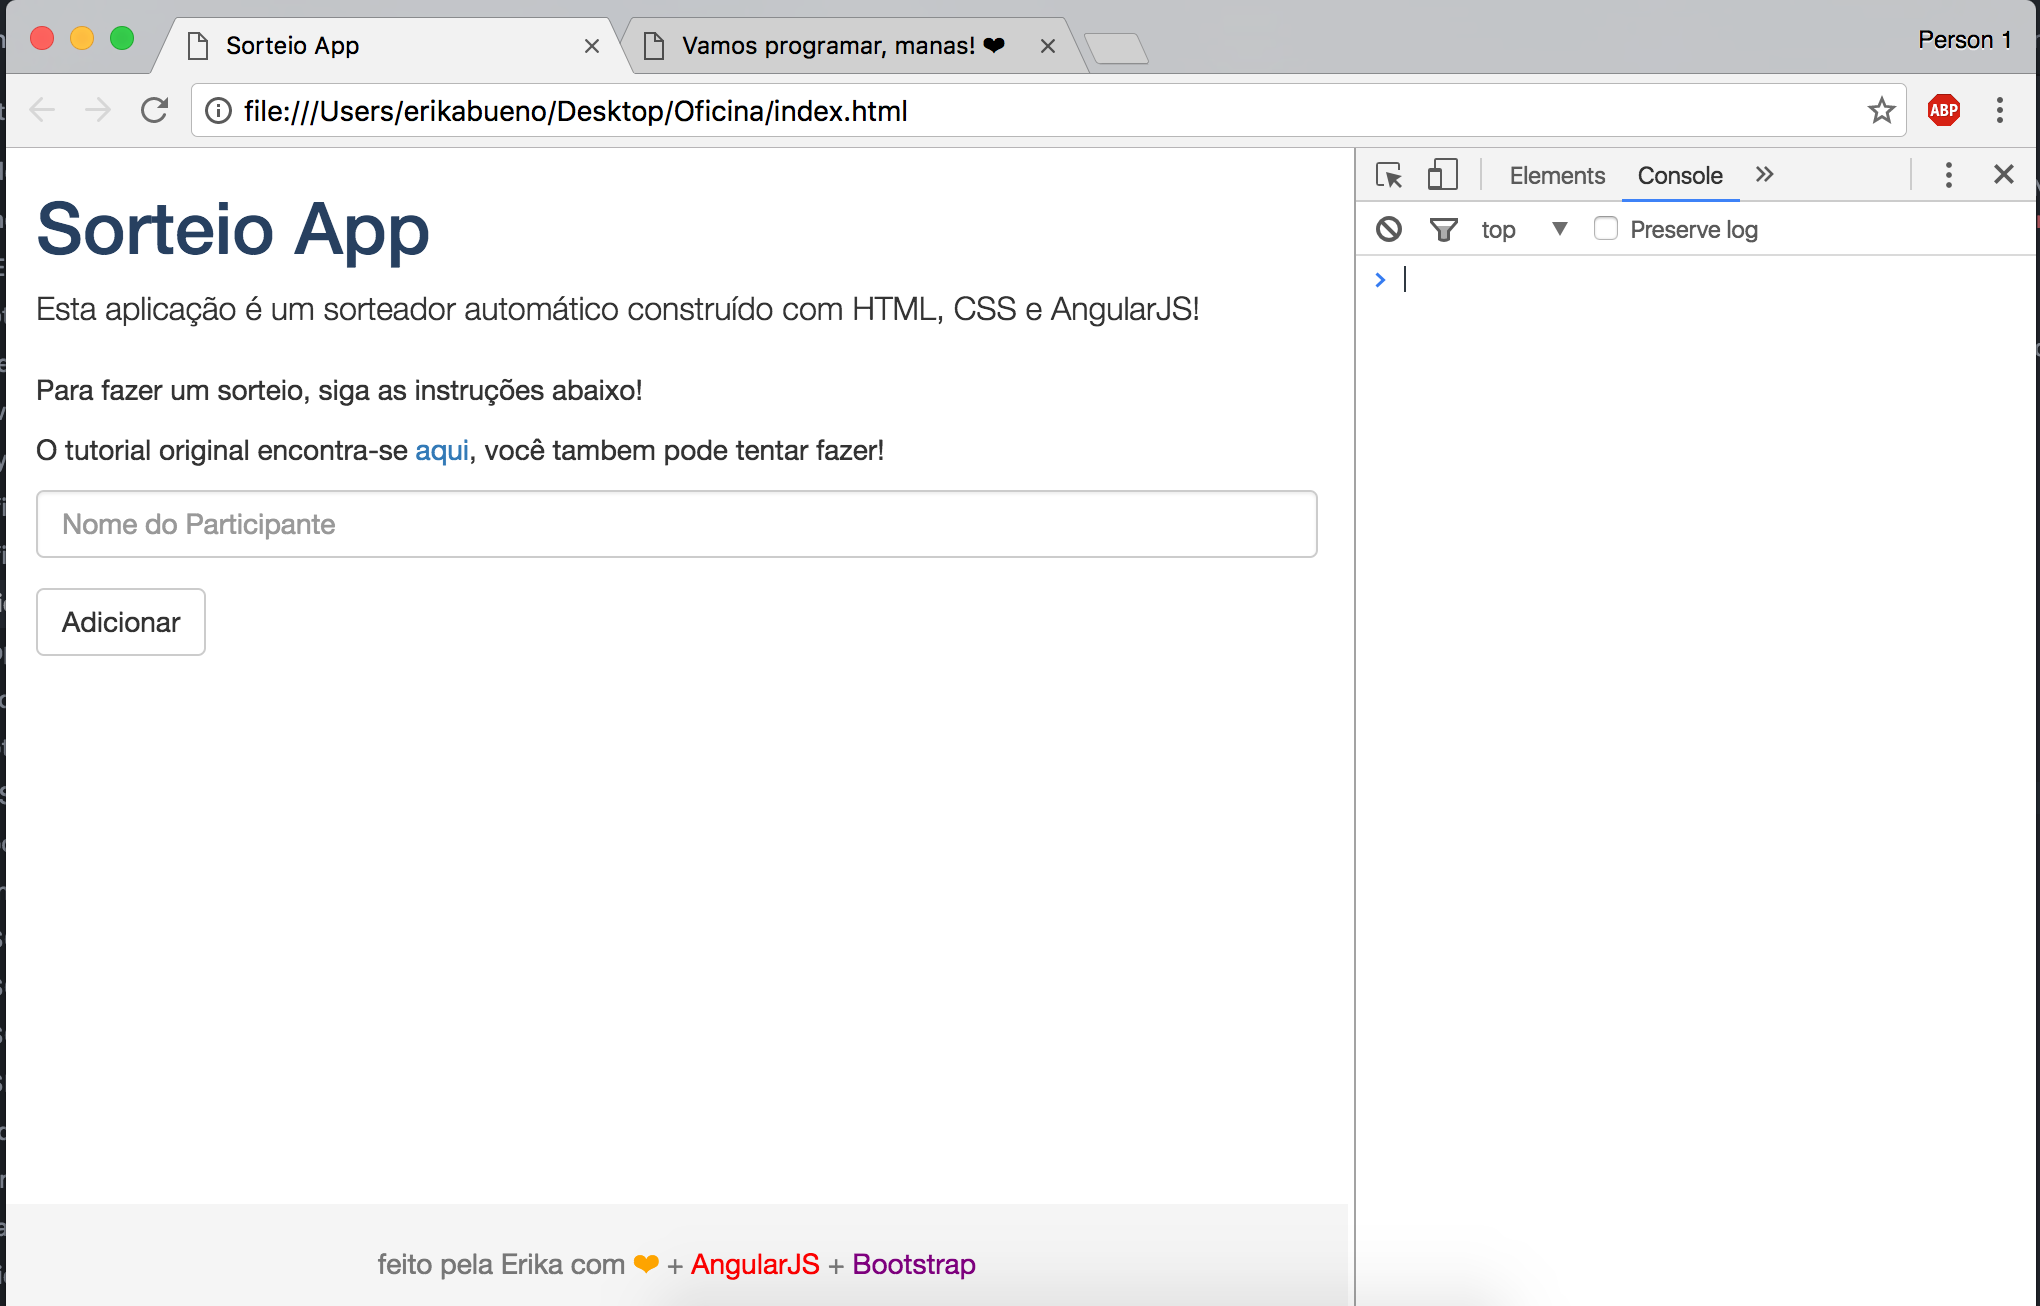 Sorteio App
Vamos programar, manas! ❤
Person 1
file:///Users/erikabueno/Desktop/Oficina/index.html
ABP
Elements Console
top Preserve log
Sorteio App
Esta aplicação é um sorteador automático construído com HTML, CSS e AngularJS!
Para fazer um sorteio, siga as instruções abaixo!
O tutorial original encontra-se aqui, você tambem pode tentar fazer!
Nome do Participante
Adicionar
feito pela Erika com ❤ + AngularJS + Bootstrap